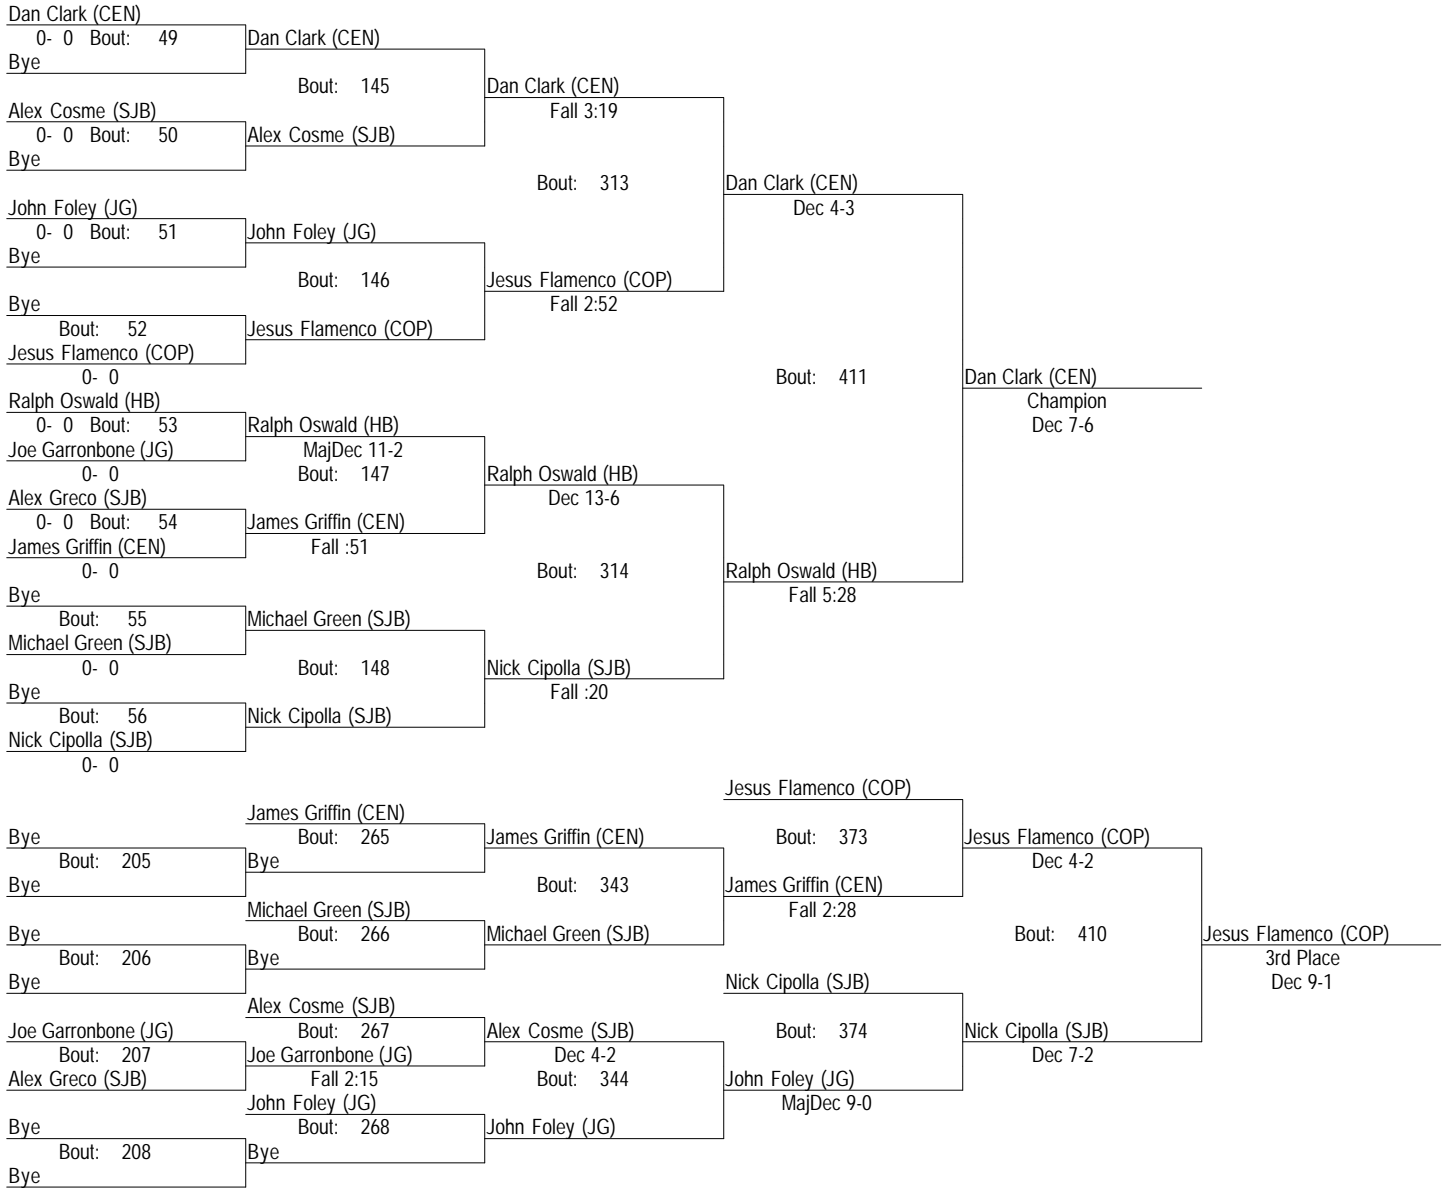 Dan Clark (CEN)
0- 0 Bout: 49
Dan Clark (CEN)
Bye
Bout: 145
Dan Clark (CEN)
Alex Cosme (SJB)
Fall 3:19
0- 0 Bout: 50
Alex Cosme (SJB)
Bye
Bout: 313
Dan Clark (CEN)
John Foley (JG)
Dec 4-3
0- 0 Bout: 51
John Foley (JG)
Bye
Bout: 146
Jesus Flamenco (COP)
Bye
Fall 2:52
Bout: 52
Jesus Flamenco (COP)
Jesus Flamenco (COP)
0- 0
Bout: 411
Dan Clark (CEN)
Ralph Oswald (HB)
Champion
0- 0 Bout: 53
Ralph Oswald (HB)
Dec 7-6
Joe Garronbone (JG)
MajDec 11-2
0- 0
Bout: 147
Ralph Oswald (HB)
Alex Greco (SJB)
Dec 13-6
0- 0 Bout: 54
James Griffin (CEN)
James Griffin (CEN)
Fall :51
0- 0
Bout: 314
Ralph Oswald (HB)
Bye
Fall 5:28
Bout: 55
Michael Green (SJB)
Michael Green (SJB)
0- 0
Bout: 148
Nick Cipolla (SJB)
Bye
Fall :20
Bout: 56
Nick Cipolla (SJB)
Nick Cipolla (SJB)
0- 0
Jesus Flamenco (COP)
James Griffin (CEN)
Bye
Bout: 265
James Griffin (CEN)
Bout: 373
Jesus Flamenco (COP)
Bout: 205
Bye
Dec 4-2
Bye
Bout: 343
James Griffin (CEN)
Michael Green (SJB)
Fall 2:28
Bye
Bout: 266
Michael Green (SJB)
Bout: 410
Jesus Flamenco (COP)
Bout: 206
Bye
3rd Place
Bye
Nick Cipolla (SJB)
Dec 9-1
Alex Cosme (SJB)
Joe Garronbone (JG)
Bout: 267
Alex Cosme (SJB)
Bout: 374
Nick Cipolla (SJB)
Bout: 207
Joe Garronbone (JG)
Dec 4-2
Dec 7-2
Alex Greco (SJB)
Fall 2:15
Bout: 344
John Foley (JG)
John Foley (JG)
MajDec 9-0
Bye
Bout: 268
John Foley (JG)
Bout: 208
Bye
Bye